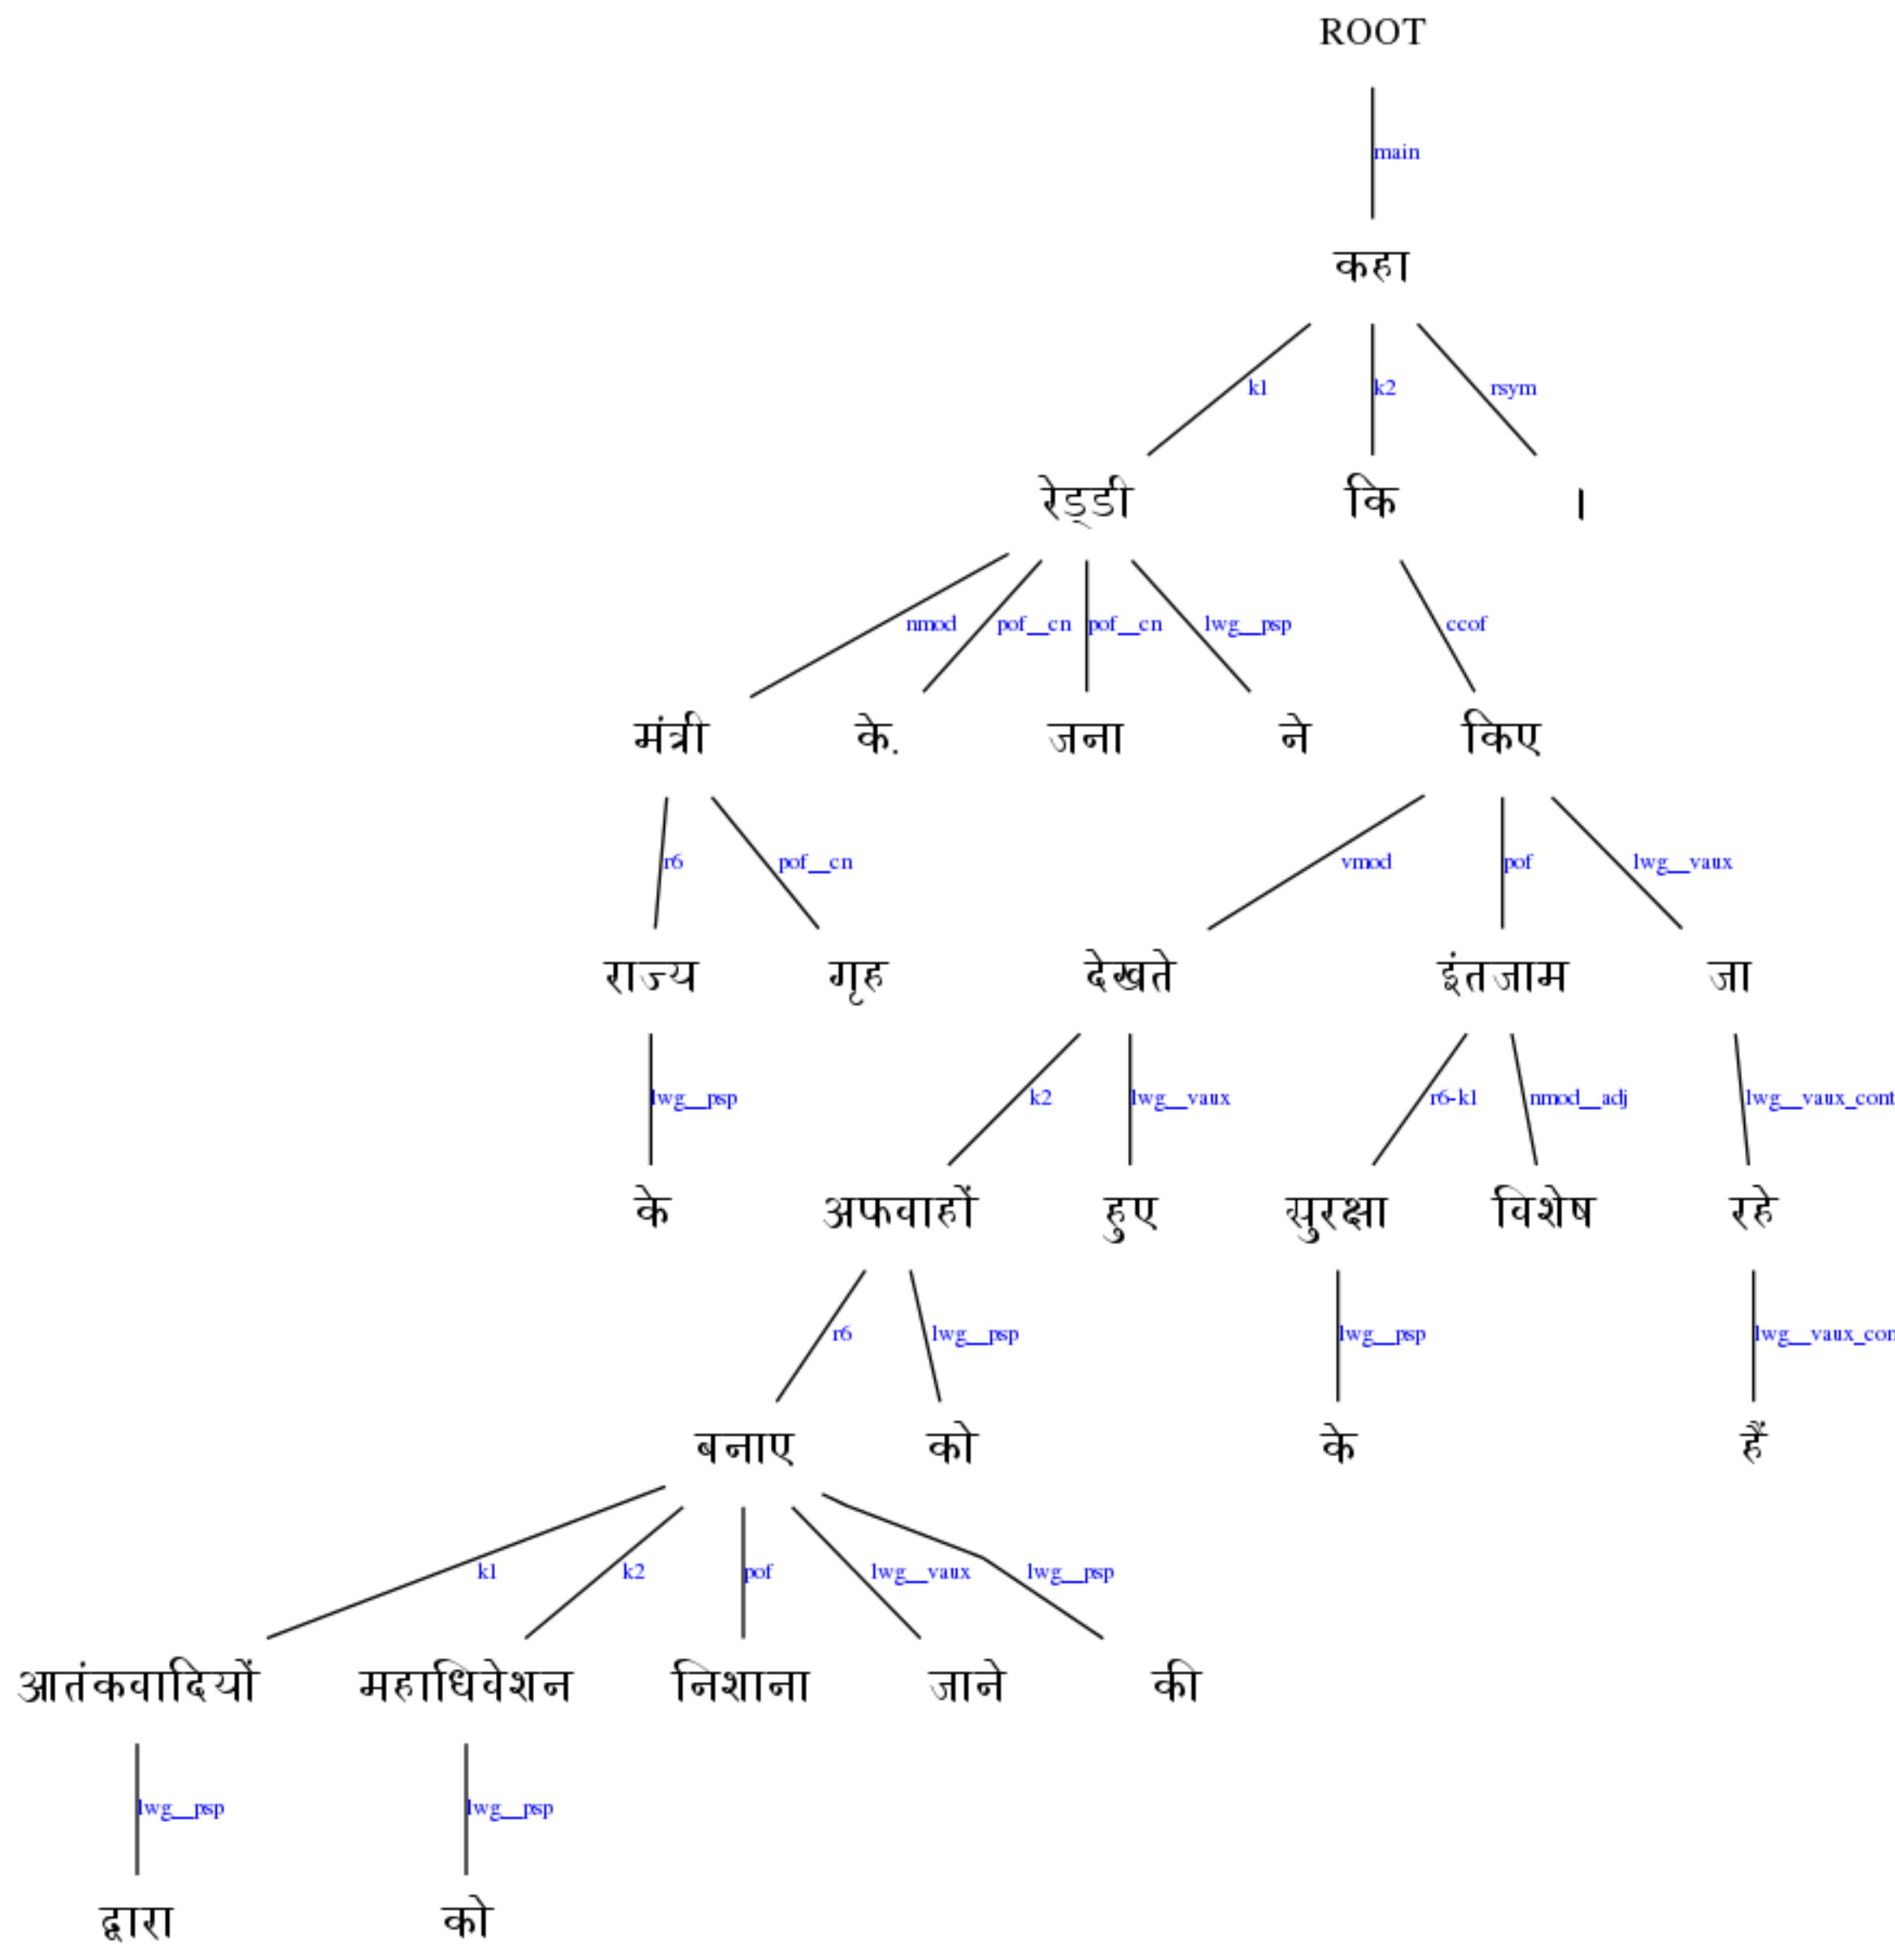 ROOT
main
कहा
k1 k2 rsym
रेड्डी कि ।
nmod pof__cn pof__cn lwg__psp ccof
मंत्री के. जना ने किए
r6 pof__cn vmod pof lwg__vaux
राज्य गृह देखते इंतजाम जा
lwg__psp k2 lwg__vaux r6-k1 nmod__adj lwg__vaux_cont
के अफवाहों हुए सुरक्षा विशेष रहे
r6 lwg__psp lwg__psp lwg__vaux_con
बनाए को के हैं
k1 k2 pof lwg__vaux lwg__psp
आतंकवादियों महाधिवेशन निशाना जाने की
lwg__psp lwg__psp
द्वारा को